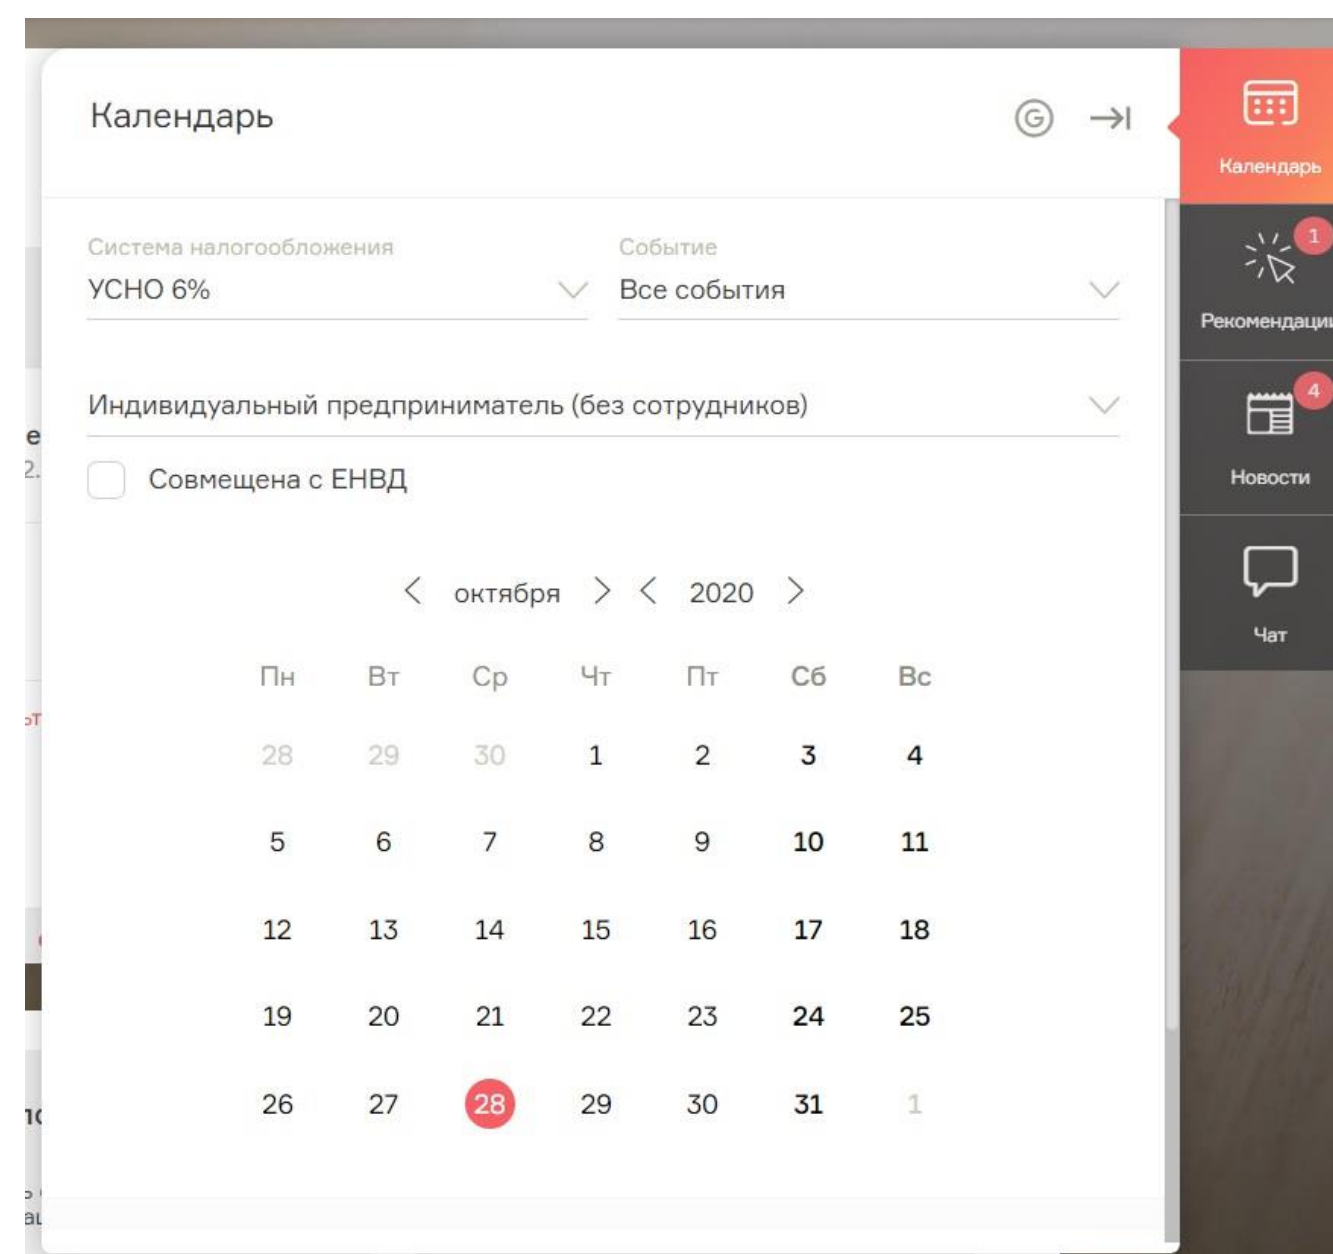 Календарь
G
Календарь
Система налогообложения Событие
УСНО 6% Все события
1
Рекомендации
Индивидуальный предприниматель (без сотрудников)
4
Совмещена с ЕНВД
Новости
октября 2020
Чат
Пн Вт Ср Чт Пт Сб Вс
28 29 30 1 2 3 4
5 6 7 8 9 10 11
12 13 14 15 16 17 18
19 20 21 22 23 24 25
26 27 28 29 30 31 1